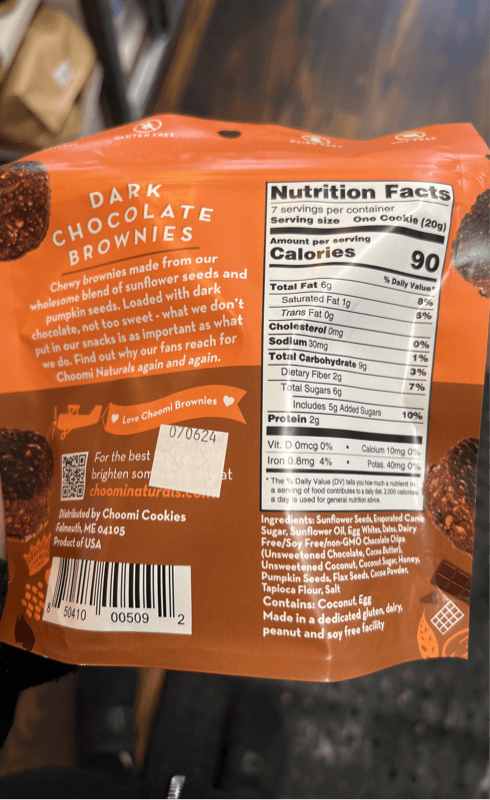 GLUTEN FREE
DARK
CHOCOLATE
BROWNIES
Chewy brownies made from our
wholesome blend of sunflower seeds and
pumpkin seeds. Loaded with dark
chocolate, not too sweet - what we don't
put in our snacks is as important as what
we do. Find out why our fans reach for
Choomi Naturals again and again.
Love Choomi Brownies
070624
For the best
brighten som at
choominaturals.com
Distributed by Choomi Cookies
Falmouth, ME 04105
Product of USA
8 50410 00509 2
Nutrition Facts
7 servings per container
Serving size One Cookie (20g)
Amount per serving
Calories 90
% Daily Value*
Total Fat 6g 8%
Saturated Fat 1g 5%
Trans Fat 0g
Cholesterol 0mg 0%
Sodium 30mg 1%
Total Carbohydrate 9g 3%
Dietary Fiber 2g 7%
Total Sugars 6g
Includes 5g Added Sugars 10%
Protein 2g
Vit. D 0mcg 0% • Calcium 10mg 0%
Iron 0.8mg 4% • Potas. 40mg 0%
* The % Daily Value (DV) tells you how much a nutrient in
a serving of food contributes to a daily diet. 2,000 calories
a day is used for general nutrition advice.
Ingredients: Sunflower Seeds, Evaporated Cane
Sugar, Sunflower Oil, Egg Whites, Dates, Dairy
Free/Soy Free/non-GMO Chocolate Chips
(Unsweetened Chocolate, Cocoa Butter),
Unsweetened Coconut, Coconut Sugar, Honey,
Pumpkin Seeds, Flax Seeds, Cocoa Powder,
Tapioca Flour, Salt
Contains: Coconut, Egg
Made in a dedicated gluten, dairy,
peanut and soy free facility